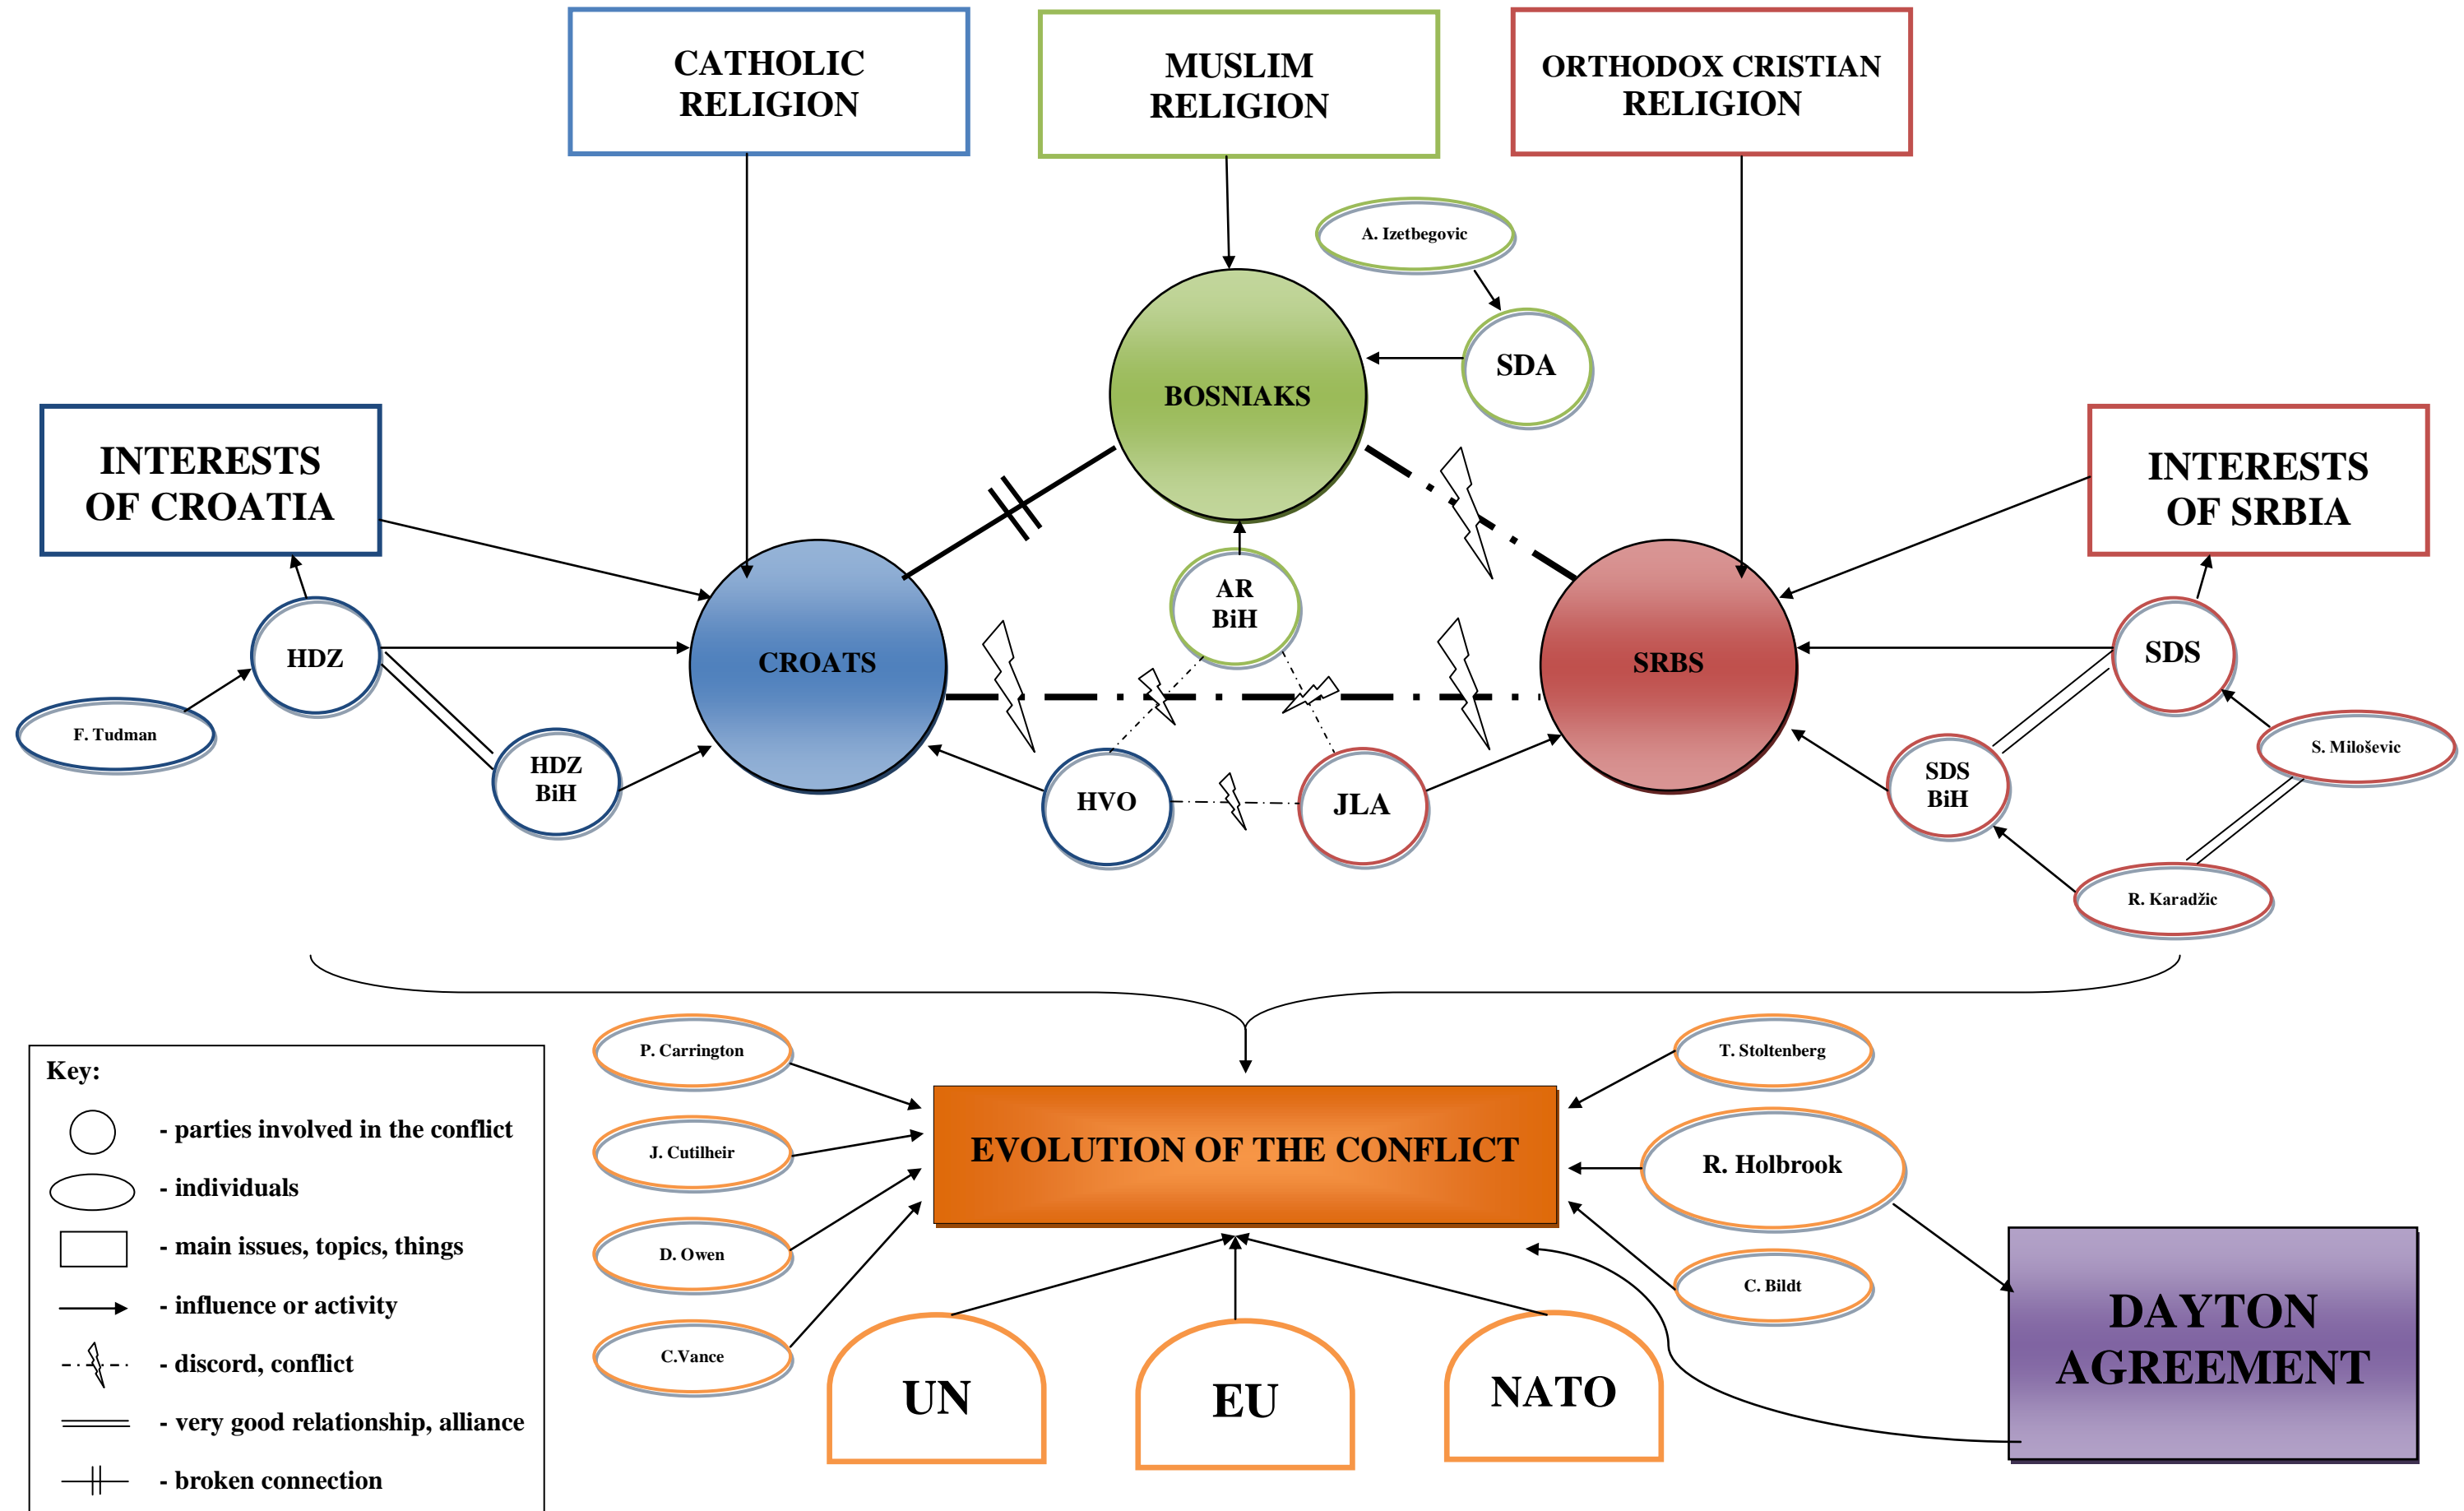 CATHOLIC
RELIGION
MUSLIM
RELIGION
ORTHODOX CRISTIAN
RELIGION
A. Izetbegovic
SDA
BOSNIAKS
INTERESTS
OF CROATIA
INTERESTS
OF SRBIA
AR
BiH
HDZ
CROATS
SRBS
SDS
F. Tudman
S. Miloševic
HDZ
BiH
HVO
JLA
SDS
BiH
R. Karadžic
P. Carrington
T. Stoltenberg
J. Cutilheir
EVOLUTION OF THE CONFLICT
R. Holbrook
D. Owen
C. Bildt
C.Vance
UN
EU
NATO
DAYTON
AGREEMENT
Key:
- parties involved in the conflict
- individuals
- main issues, topics, things
- influence or activity
- discord, conflict
- very good relationship, alliance
- broken connection